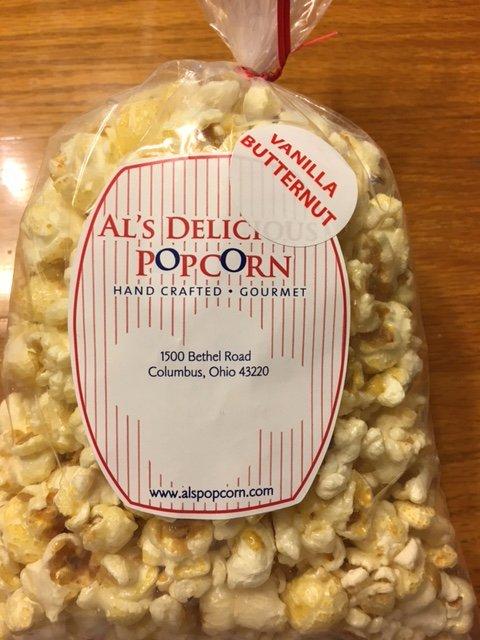 VANILLA
BUTTERNUT
AL'S DELICIOUS
POPCORN
HAND CRAFTED • GOURMET
1500 Bethel Road
Columbus, Ohio 43220
www.alspopcorn.com